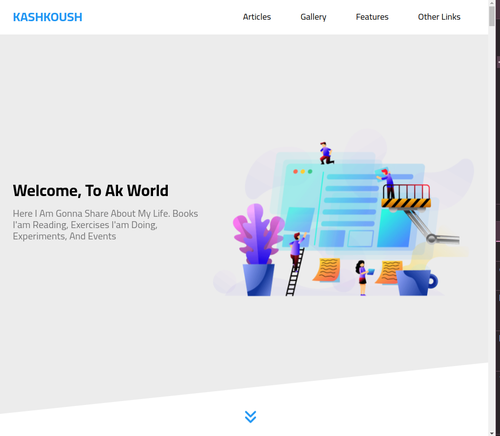 KASHKOUSH
Articles
Gallery
Features
Other Links
Welcome, To Ak World
Here I Am Gonna Share About My Life. Books
I'am Reading, Exercises I'am Doing,
Experiments, And Events